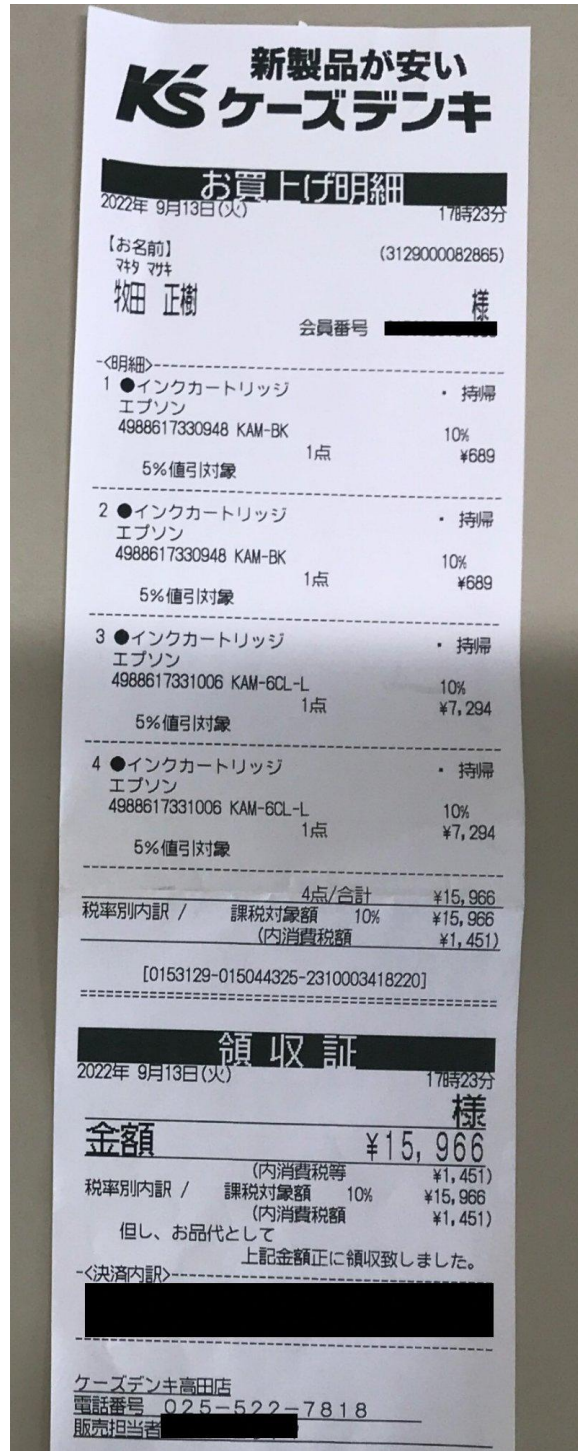 新製品が安い
K'sケーズデンキ
お買上げ明細
2022年 9月13日(火) 17時23分
【お名前】 (3129000082865)
マキタ マサキ
牧田 正樹 様
会員番号
-<明細>-
1 ●インクカートリッジ ・ 持帰
エプソン
4988617330948 KAM-BK 10%
1点 ¥689
5%値引対象
2 ●インクカートリッジ ・ 持帰
エプソン
4988617330948 KAM-BK 10%
1点 ¥689
5%値引対象
3 ●インクカートリッジ ・ 持帰
エプソン
4988617331006 KAM-6CL-L 10%
1点 ¥7,294
5%値引対象
4 ●インクカートリッジ ・ 持帰
エプソン
4988617331006 KAM-6CL-L 10%
1点 ¥7,294
5%値引対象
4点/合計 ¥15,966
税率別内訳 / 課税対象額 10% ¥15,966
(内消費税額 ¥1,451)
[0153129-015044325-2310003418220]
領収証
2022年 9月13日(火) 17時23分
様
金額 ¥15,966
(内消費税等 ¥1,451)
税率別内訳 / 課税対象額 10% ¥15,966
(内消費税額 ¥1,451)
但し、お品代として
上記金額正に領収致しました。
-<決済内訳>-
ケーズデンキ高田店
電話番号 025-522-7818
販売担当者